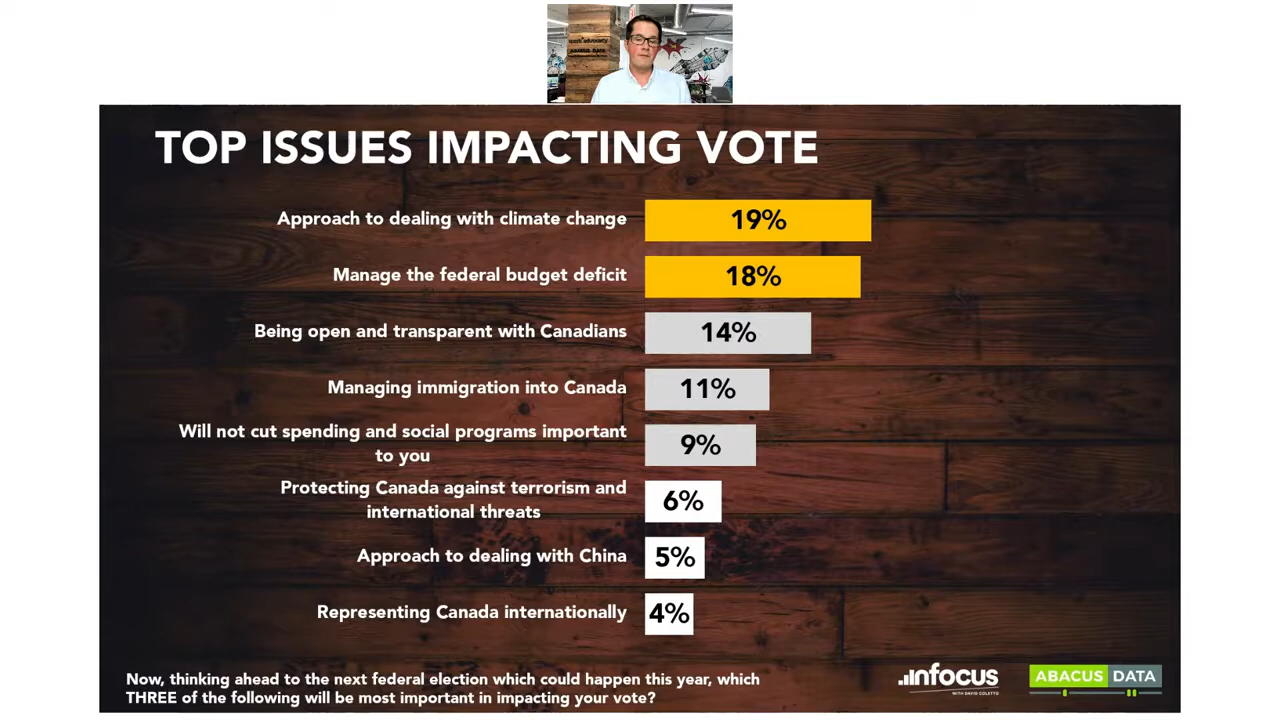 TOP ISSUES IMPACTING VOTE
Approach to dealing with climate change
19%
Manage the federal budget deficit
18%
Being open and transparent with Canadians
14%
Managing immigration into Canada
11%
Will not cut spending and social programs important
to you
9%
Protecting Canada against terrorism and
international threats
6%
Approach to dealing with China
5%
Representing Canada internationally
4%
Now, thinking ahead to the next federal election which could happen this year, which
THREE of the following will be most important in impacting your vote?
infocus
WITH DAVID COLETTO
ABACUS DATA